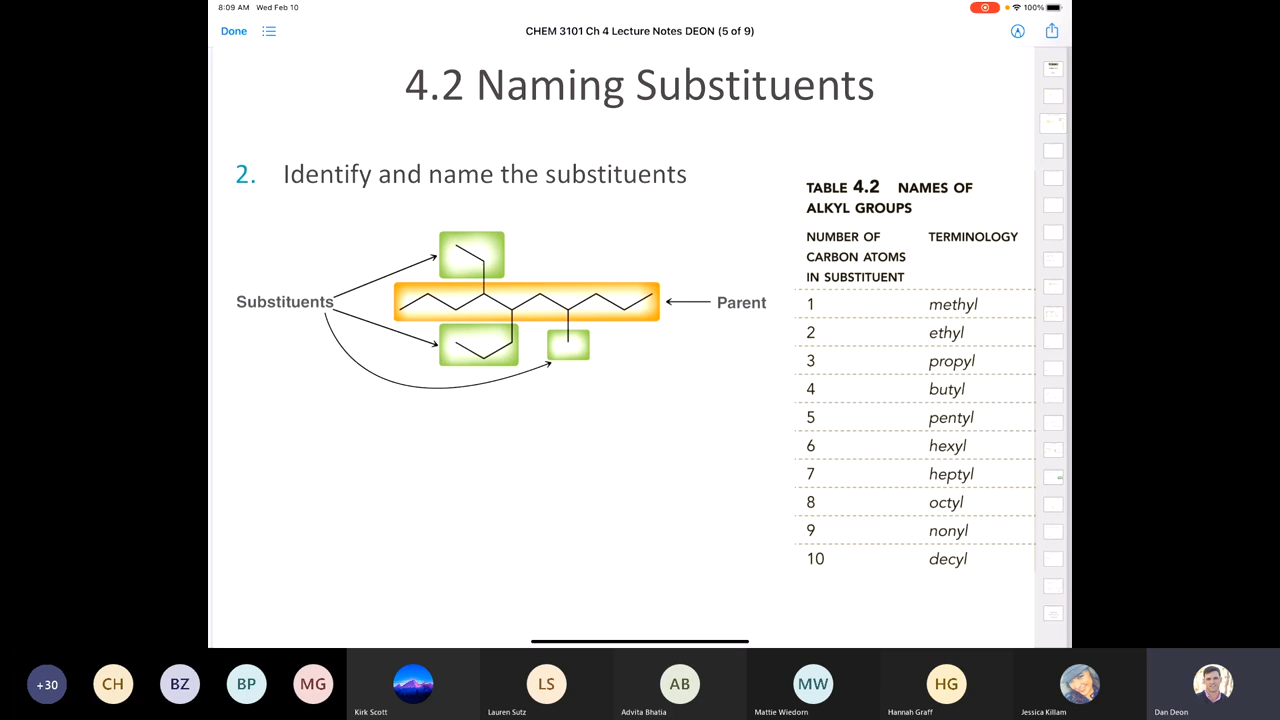 8:09 AM Wed Feb 10
100%
Done
CHEM 3101 Ch 4 Lecture Notes DEON (5 of 9)
4.2 Naming Substituents
2. Identify and name the substituents
Substituents
Parent
TABLE 4.2 NAMES OF
ALKYL GROUPS
NUMBER OF TERMINOLOGY
CARBON ATOMS
IN SUBSTITUENT
1 methyl
2 ethyl
3 propyl
4 butyl
5 pentyl
6 hexyl
7 heptyl
8 octyl
9 nonyl
10 decyl
+30
CH
BZ
BP
MG
LS
AB
MW
HG
Kirk Scott
Lauren Sutz
Advita Bhatia
Mattie Wiedorn
Hannah Graff
Jessica Killam
Dan Deon